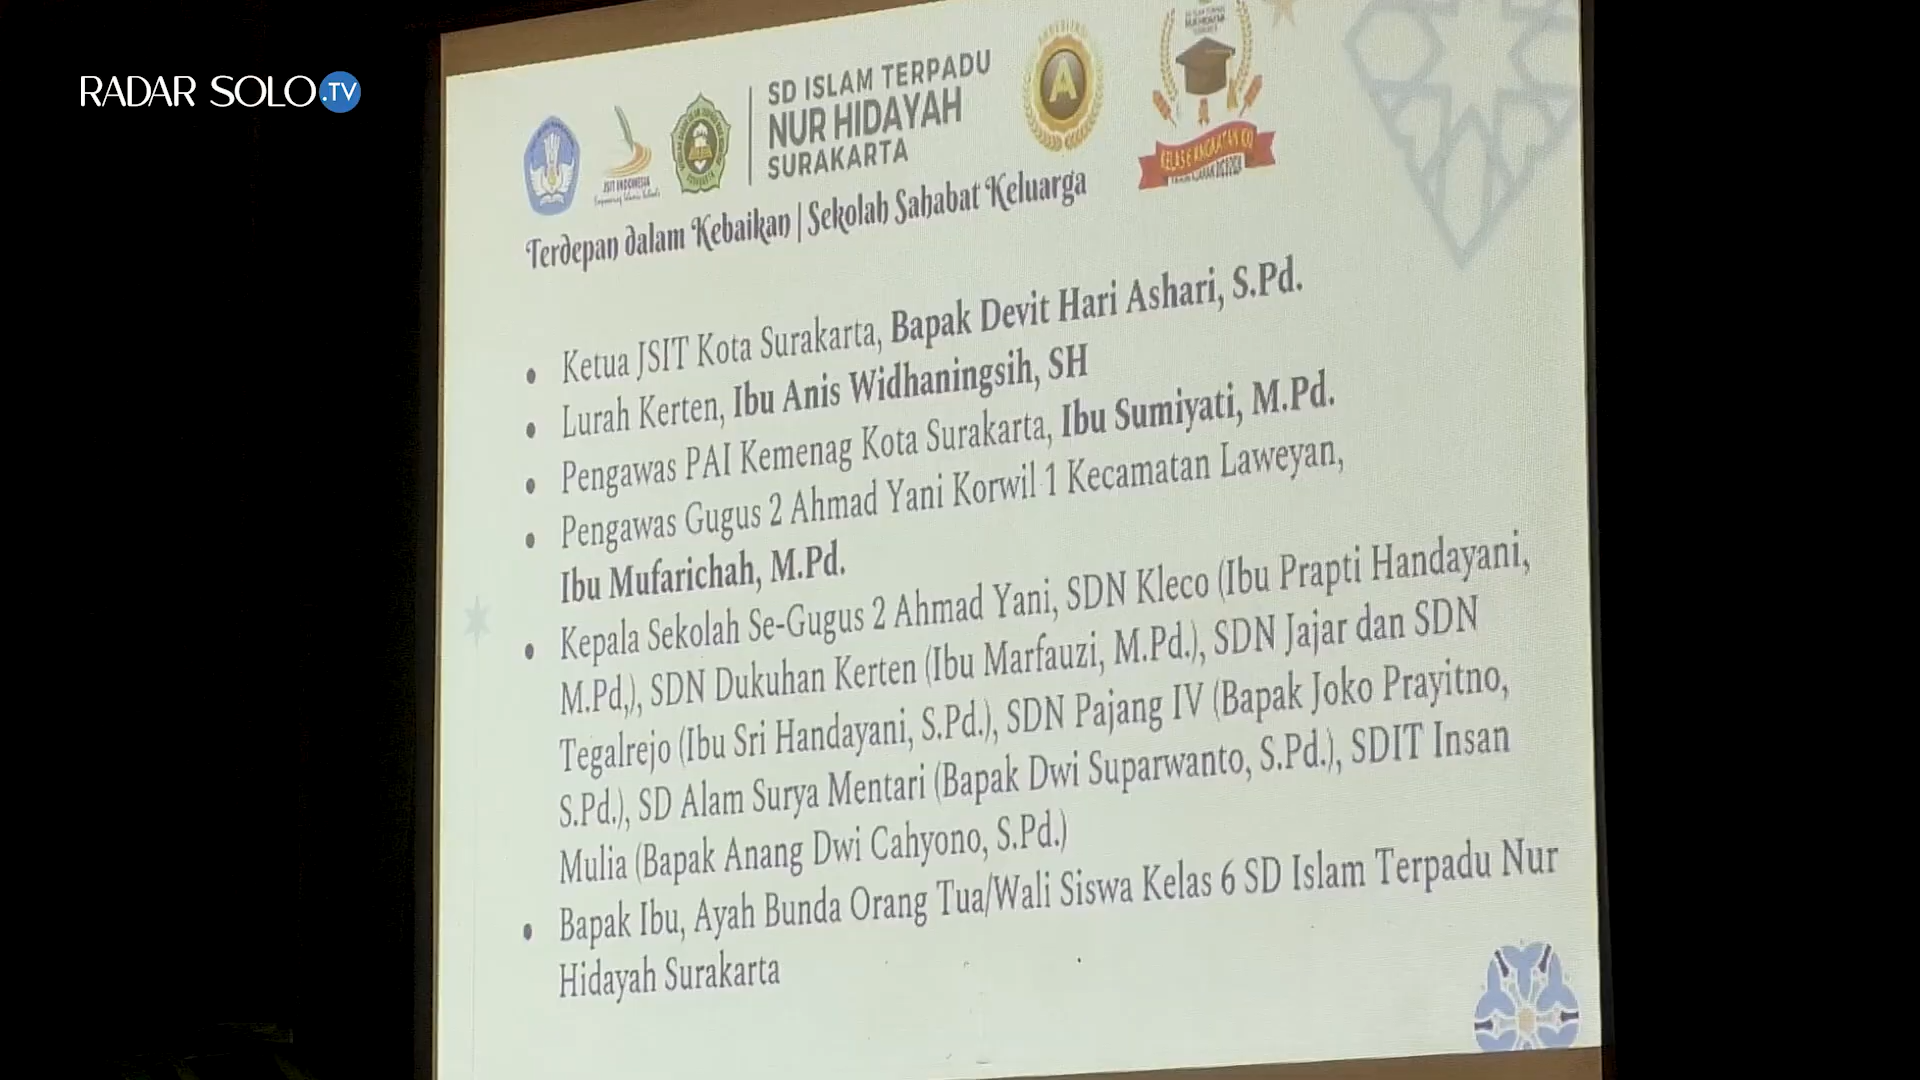 RADAR SOLO.TV
SD ISLAM TERPADU
NUR HIDAYAH
SURAKARTA
JSIT INDONESIA
A
KELAS 6 ANGKATAN
Terdepan dalam Kebaikan | Sekolah Sahabat Keluarga
• Ketua JSIT Kota Surakarta, Bapak Devit Hari Ashari, S.Pd.
• Lurah Kerten, Ibu Anis Widhaningsih, SH
• Pengawas PAI Kemenag Kota Surakarta, Ibu Sumiyati, M.Pd.
• Pengawas Gugus 2 Ahmad Yani Korwil 1 Kecamatan Laweyan,
Ibu Mufarichah, M.Pd.
• Kepala Sekolah Se-Gugus 2 Ahmad Yani, SDN Kleco (Ibu Prapti Handayani,
M.Pd,), SDN Dukuhan Kerten (Ibu Marfauzi, M.Pd.), SDN Jajar dan SDN
Tegalrejo (Ibu Sri Handayani, S.Pd.), SDN Pajang IV (Bapak Joko Prayitno,
S.Pd.), SD Alam Surya Mentari (Bapak Dwi Suparwanto, S.Pd.), SDIT Insan
Mulia (Bapak Anang Dwi Cahyono, S.Pd.)
• Bapak Ibu, Ayah Bunda Orang Tua/Wali Siswa Kelas 6 SD Islam Terpadu Nur
Hidayah Surakarta